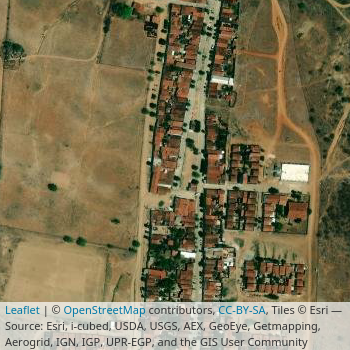 Leaflet | © OpenStreetMap contributors, CC-BY-SA, Tiles © Esri —
Source: Esri, i-cubed, USDA, USGS, AEX, GeoEye, Getmapping,
Aerogrid, IGN, IGP, UPR-EGP, and the GIS User Community